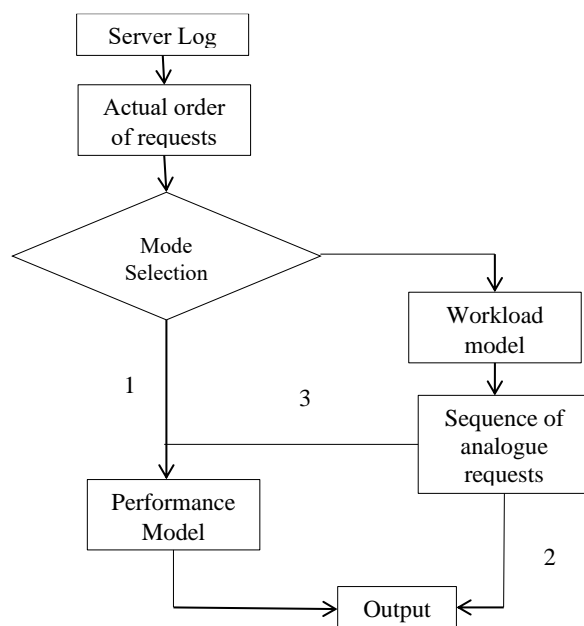 Server Log
Actual order
of requests
Mode
Selection
Workload
model
1
3
Sequence of
analogue
requests
Performance
Model
2
Output